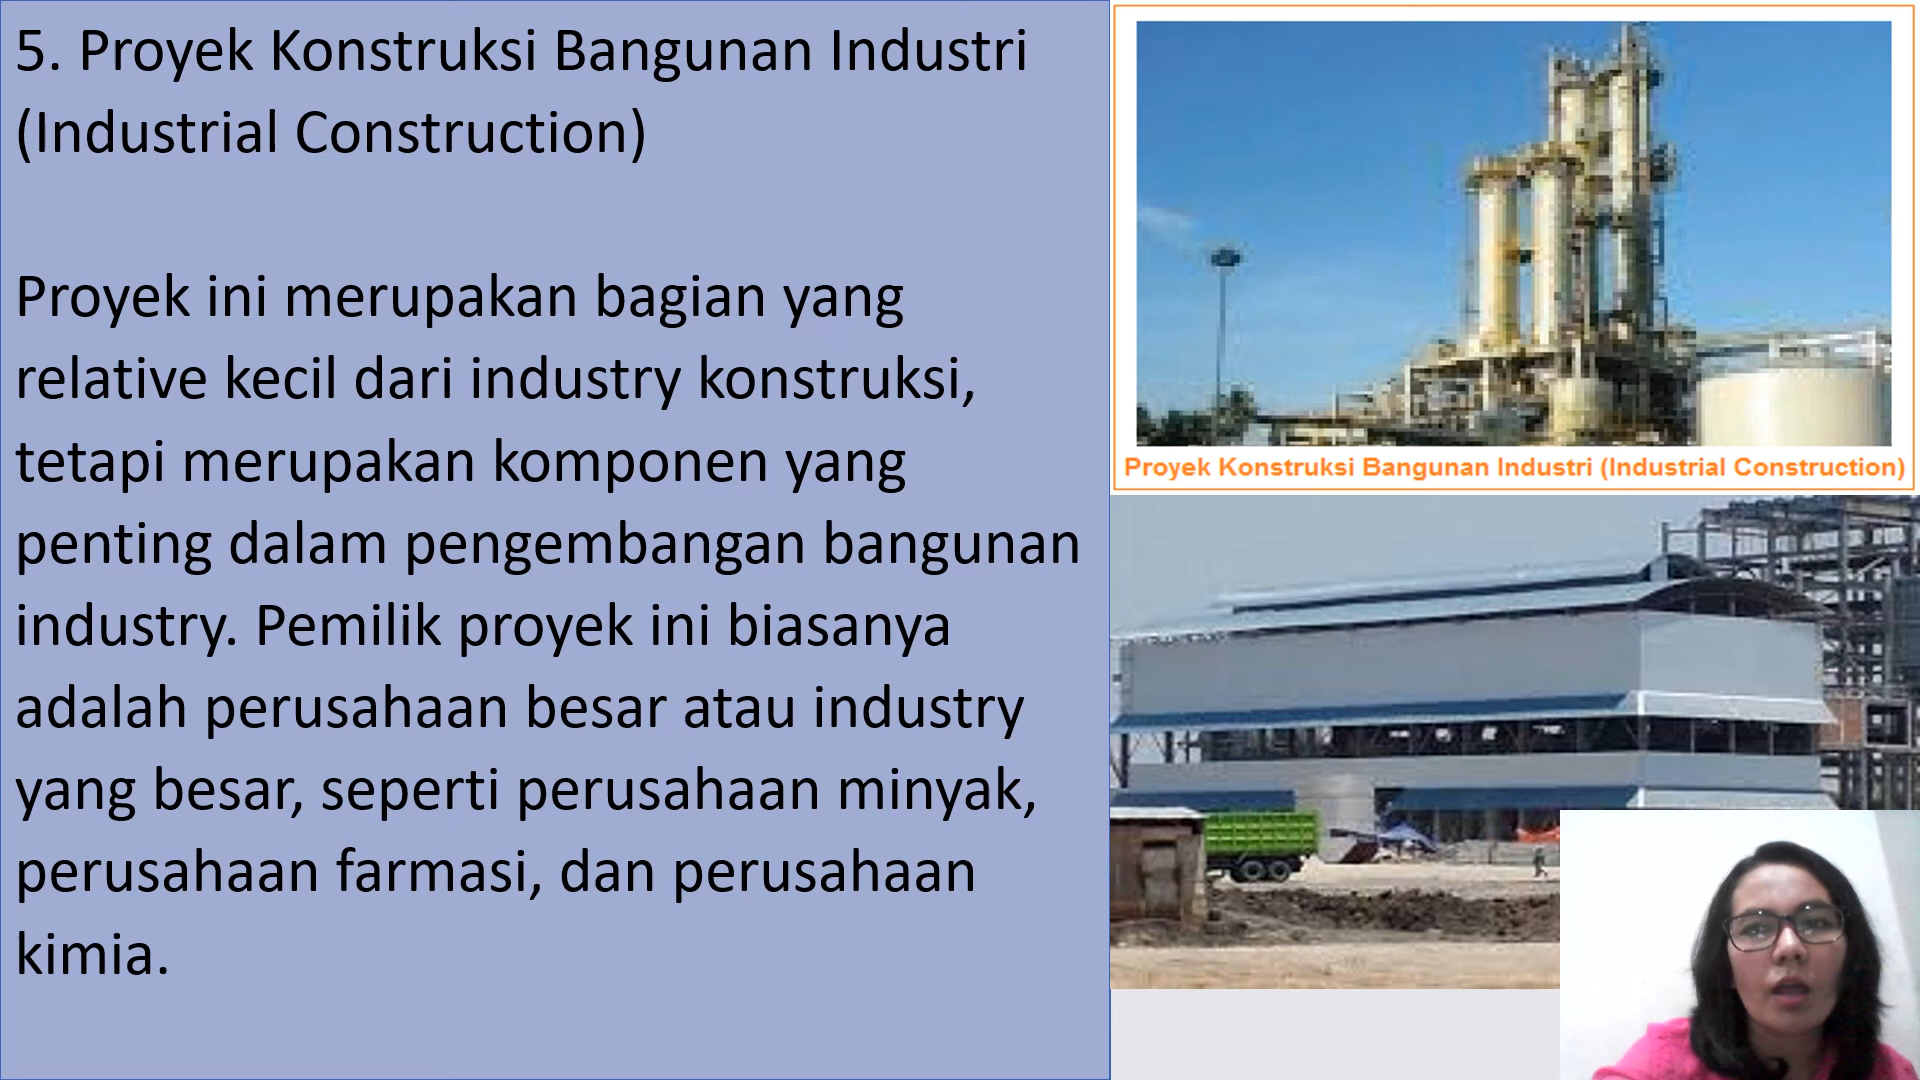 5. Proyek Konstruksi Bangunan Industri
(Industrial Construction)
Proyek ini merupakan bagian yang
relative kecil dari industry konstruksi,
tetapi merupakan komponen yang
penting dalam pengembangan bangunan
industry. Pemilik proyek ini biasanya
adalah perusahaan besar atau industry
yang besar, seperti perusahaan minyak,
perusahaan farmasi, dan perusahaan
kimia.
Proyek Konstruksi Bangunan Industri (Industrial Construction)